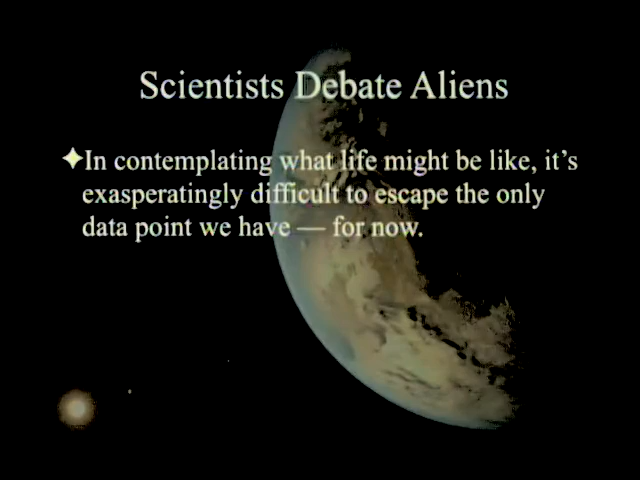 Scientists Debate Aliens
✦In contemplating what life might be like, it's
exasperatingly difficult to escape the only
data point we have — for now.